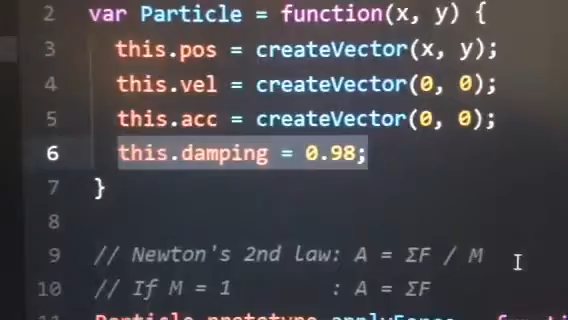 2 var Particle = function(x, y) {
3 this.pos = createVector(x, y);
4 this.vel = createVector(0, 0);
5 this.acc = createVector(0, 0);
6 this.damping = 0.98;
7 }
8
9 // Newton's 2nd law: A = ΣF / M
10 // If M = 1 : A = ΣF